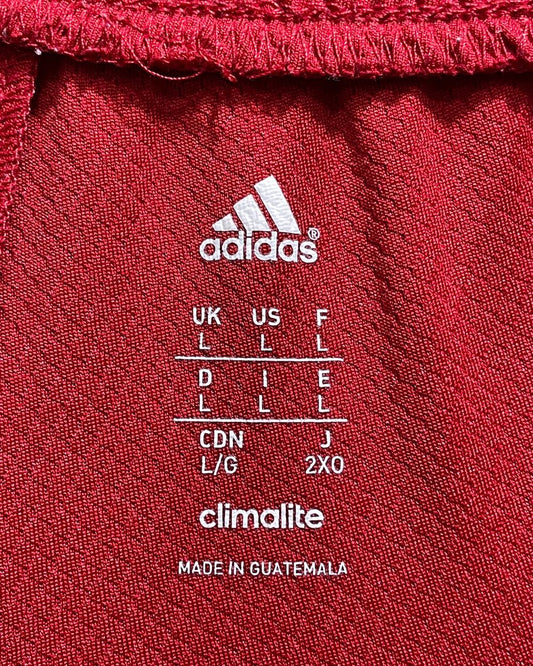 adidas®
UK US F
L L L
D I E
L L L
CDN J
L/G 2XO
climalite
MADE IN GUATEMALA